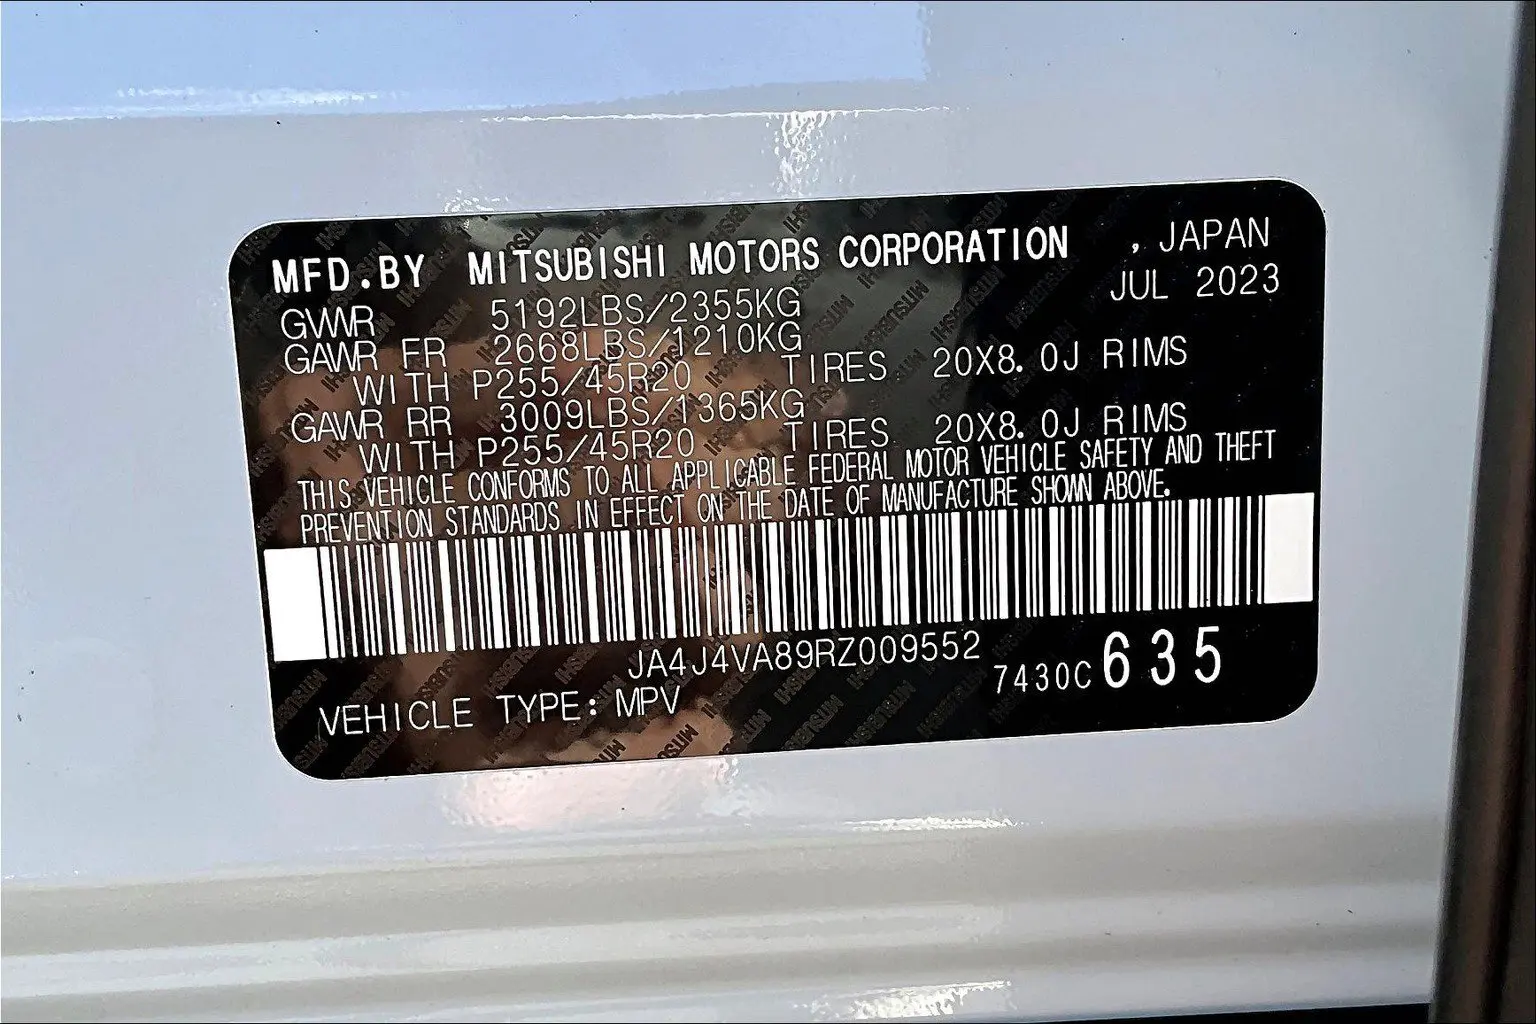 MFD.BY MITSUBISHI MOTORS CORPORATION , JAPAN
JUL 2023
GVWR 5192LBS/2355KG
GAWR FR 2668LBS/1210KG
WITH P255/45R20 TIRES 20X8.0J RIMS
GAWR RR 3009LBS/1365KG
WITH P255/45R20 TIRES 20X8.0J RIMS
THIS VEHICLE CONFORMS TO ALL APPLICABLE FEDERAL MOTOR VEHICLE SAFETY AND THEFT
PREVENTION STANDARDS IN EFFECT ON THE DATE OF MANUFACTURE SHOWN ABOVE.
JA4J4VA89RZ009552
7430C 635
VEHICLE TYPE: MPV